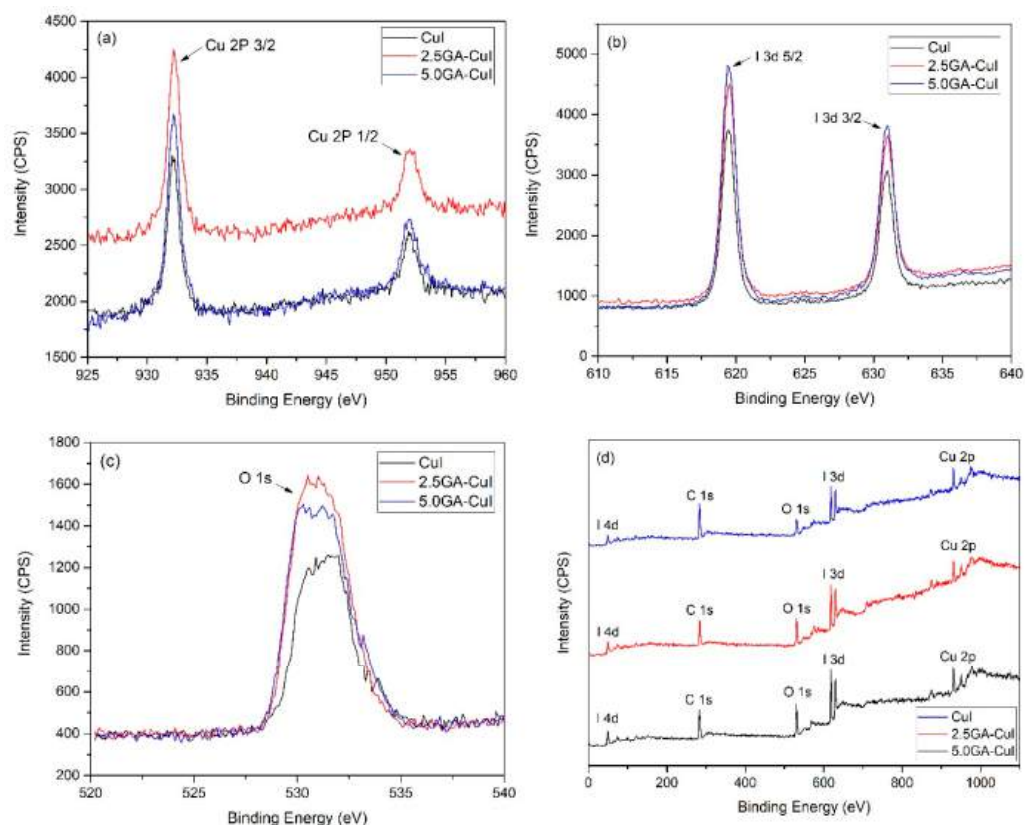 (a)
Cu 2P 3/2
Cu 2P 1/2
CuI
2.5GA-CuI
5.0GA-CuI
4500
4000
3500
3000
2500
2000
1500
Intensity (CPS)
925 930 935 940 945 950 955 960
Binding Energy (eV)
(b)
I 3d 5/2
I 3d 3/2
CuI
2.5GA-CuI
5.0GA-CuI
5000
4000
3000
2000
1000
0
Intensity (CPS)
610 615 620 625 630 635 640
Binding Energy (eV)
(c)
O 1s
CuI
2.5GA-CuI
5.0GA-CuI
1800
1600
1400
1200
1000
800
600
400
200
Intensity (CPS)
520 525 530 535 540
Binding Energy (eV)
(d)
I 4d
C 1s
O 1s
I 3d
Cu 2p
I 4d
C 1s
O 1s
I 3d
Cu 2p
I 4d
C 1s
O 1s
I 3d
Cu 2p
CuI
2.5GA-CuI
5.0GA-CuI
Intensity (CPS)
0 200 400 600 800 1000
Binding Energy (eV)